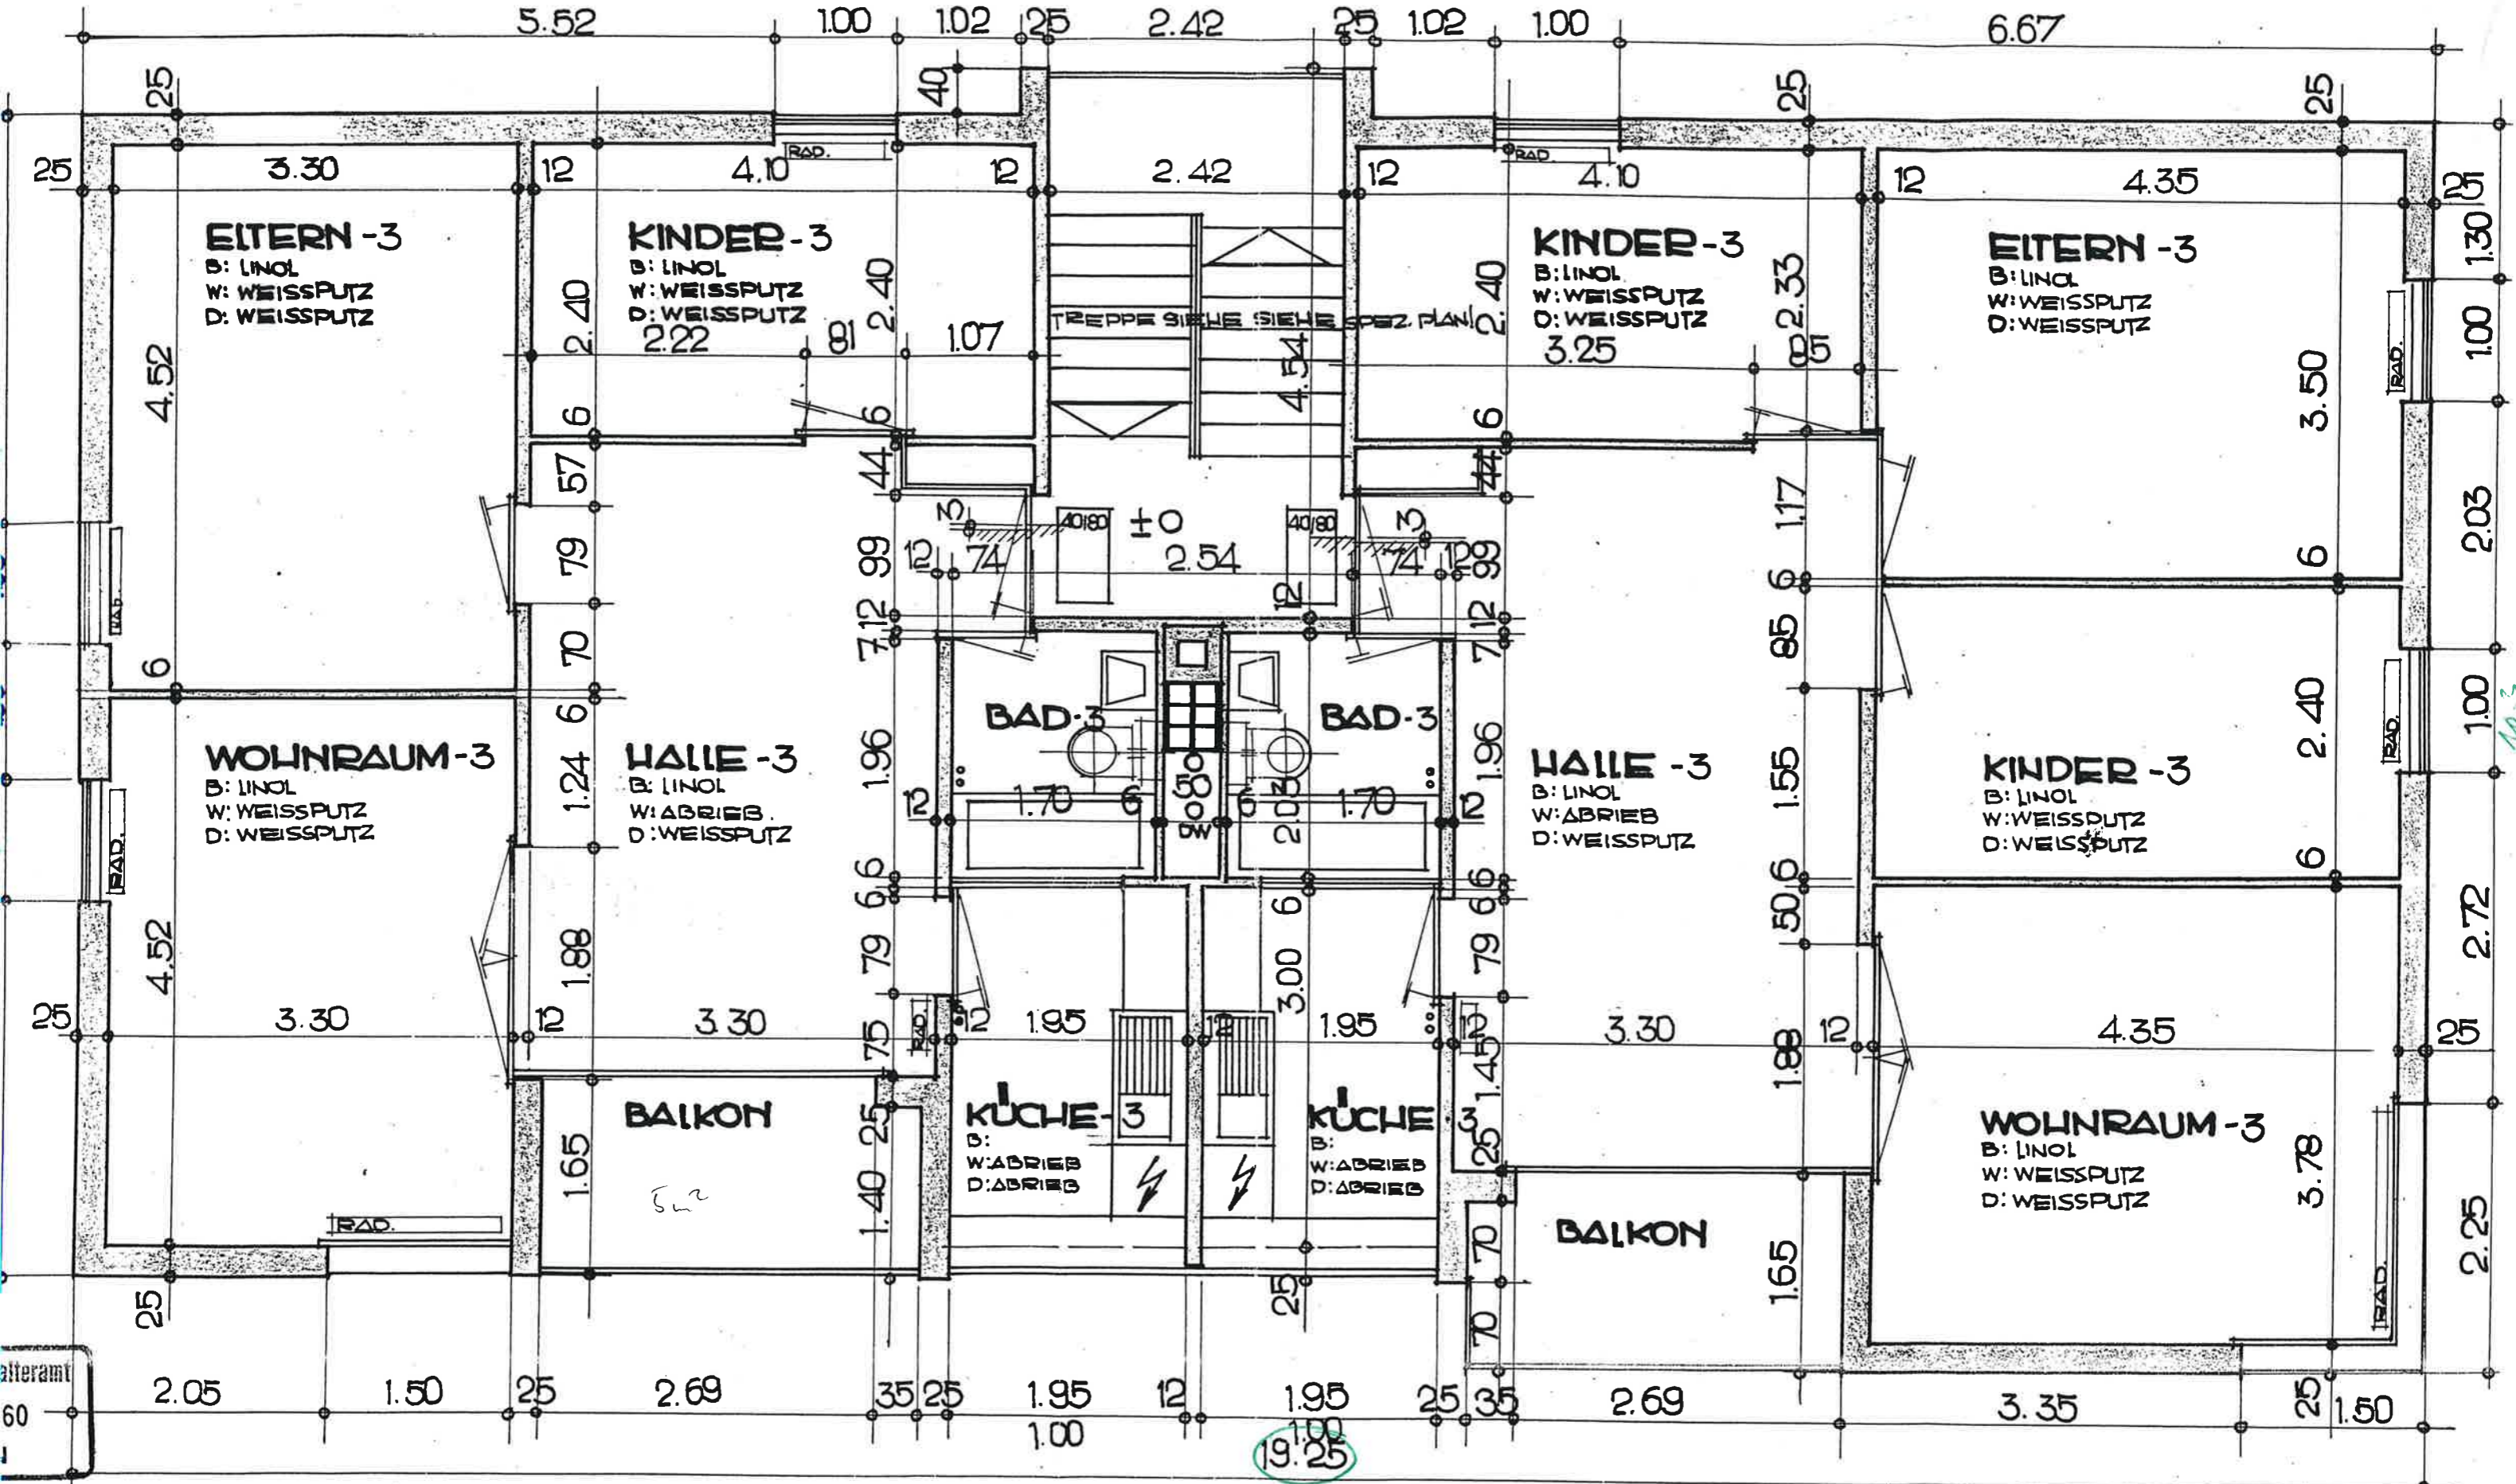 5.52 1.00 1.02 25 2.42 25 1.02 1.00 6.67
25 40 25 25
RAD. RAD.
25 3.30 12 4.10 12 2.42 12 4.10 12 4.35 25
1.30
ELTERN -3
B: LINOL
W: WEISSPUTZ
D: WEISSPUTZ
KINDER-3
B: LINOL
W: WEISSPUTZ
D: WEISSPUTZ
KINDER-3
B: LINOL
W: WEISSPUTZ
D: WEISSPUTZ
ELTERN -3
B: LINOL
W: WEISSPUTZ
D: WEISSPUTZ
2.40 2.40 2.40 2.33
TREPPE SIEHE SIEHE SPEZ. PLAN!
2.22 81 1.07 3.25 85
4.52 4.54 3.50 1.00
RAD.
6 6 6
57 44 44 1.17 2.03
3 40/80 ±0 40/80 3
79 99 12 74 2.54 74 12 99
6 6
RAD.
70 12 7 12 12 7 85
6 6
BAD-3
BAD-3
WOHNRAUM-3
B: LINOL
W: WEISSPUTZ
D: WEISSPUTZ
HALLE -3
B: LINOL
W: ABRIEB.
D: WEISSPUTZ
HALLE -3
B: LINOL
W: ABRIEB
D: WEISSPUTZ
KINDER -3
B: LINOL
W: WEISSPUTZ
D: WEISSPUTZ
1.24 1.96 1.96 1.55 2.40 1.00
RAD. RAD.
12 1.70 6 50 6 2.03 1.70 12
DW
6 6 6 6 6 6 6
50 2.72
4.52 1.88 79 3.00 79
25 3.30 12 3.30 75 RAD. 12 1.95 12 1.95 12 3.30 1.88 12 4.35 25
1.45
BALKON
KÜCHE-3
B:
W: ABRIEB
D: ABRIEB
KÜCHE 3
B:
W: ABRIEB
D: ABRIEB
WOHNRAUM-3
B: LINOL
W: WEISSPUTZ
D: WEISSPUTZ
25 25
1.65 5m² 1.40 3.78
RAD.
BALKON
70 1.65 2.25
RAD.
25 25 70
alteramt
60
2.05 1.50 25 2.69 35 25 1.95 12 1.95 25 35 2.69 3.35 25 1.50
1.00 1.00
19.25